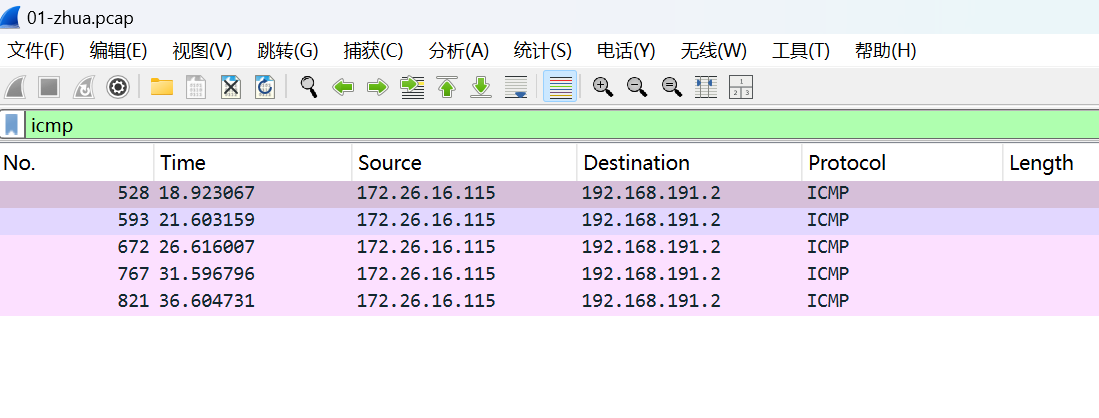 01-zhua.pcap
文件(F) 编辑(E) 视图(V) 跳转(G) 捕获(C) 分析(A) 统计(S) 电话(Y) 无线(W) 工具(T) 帮助(H)
icmp
No. Time Source Destination Protocol Length
528 18.923067 172.26.16.115 192.168.191.2 ICMP
593 21.603159 172.26.16.115 192.168.191.2 ICMP
672 26.616007 172.26.16.115 192.168.191.2 ICMP
767 31.596796 172.26.16.115 192.168.191.2 ICMP
821 36.604731 172.26.16.115 192.168.191.2 ICMP